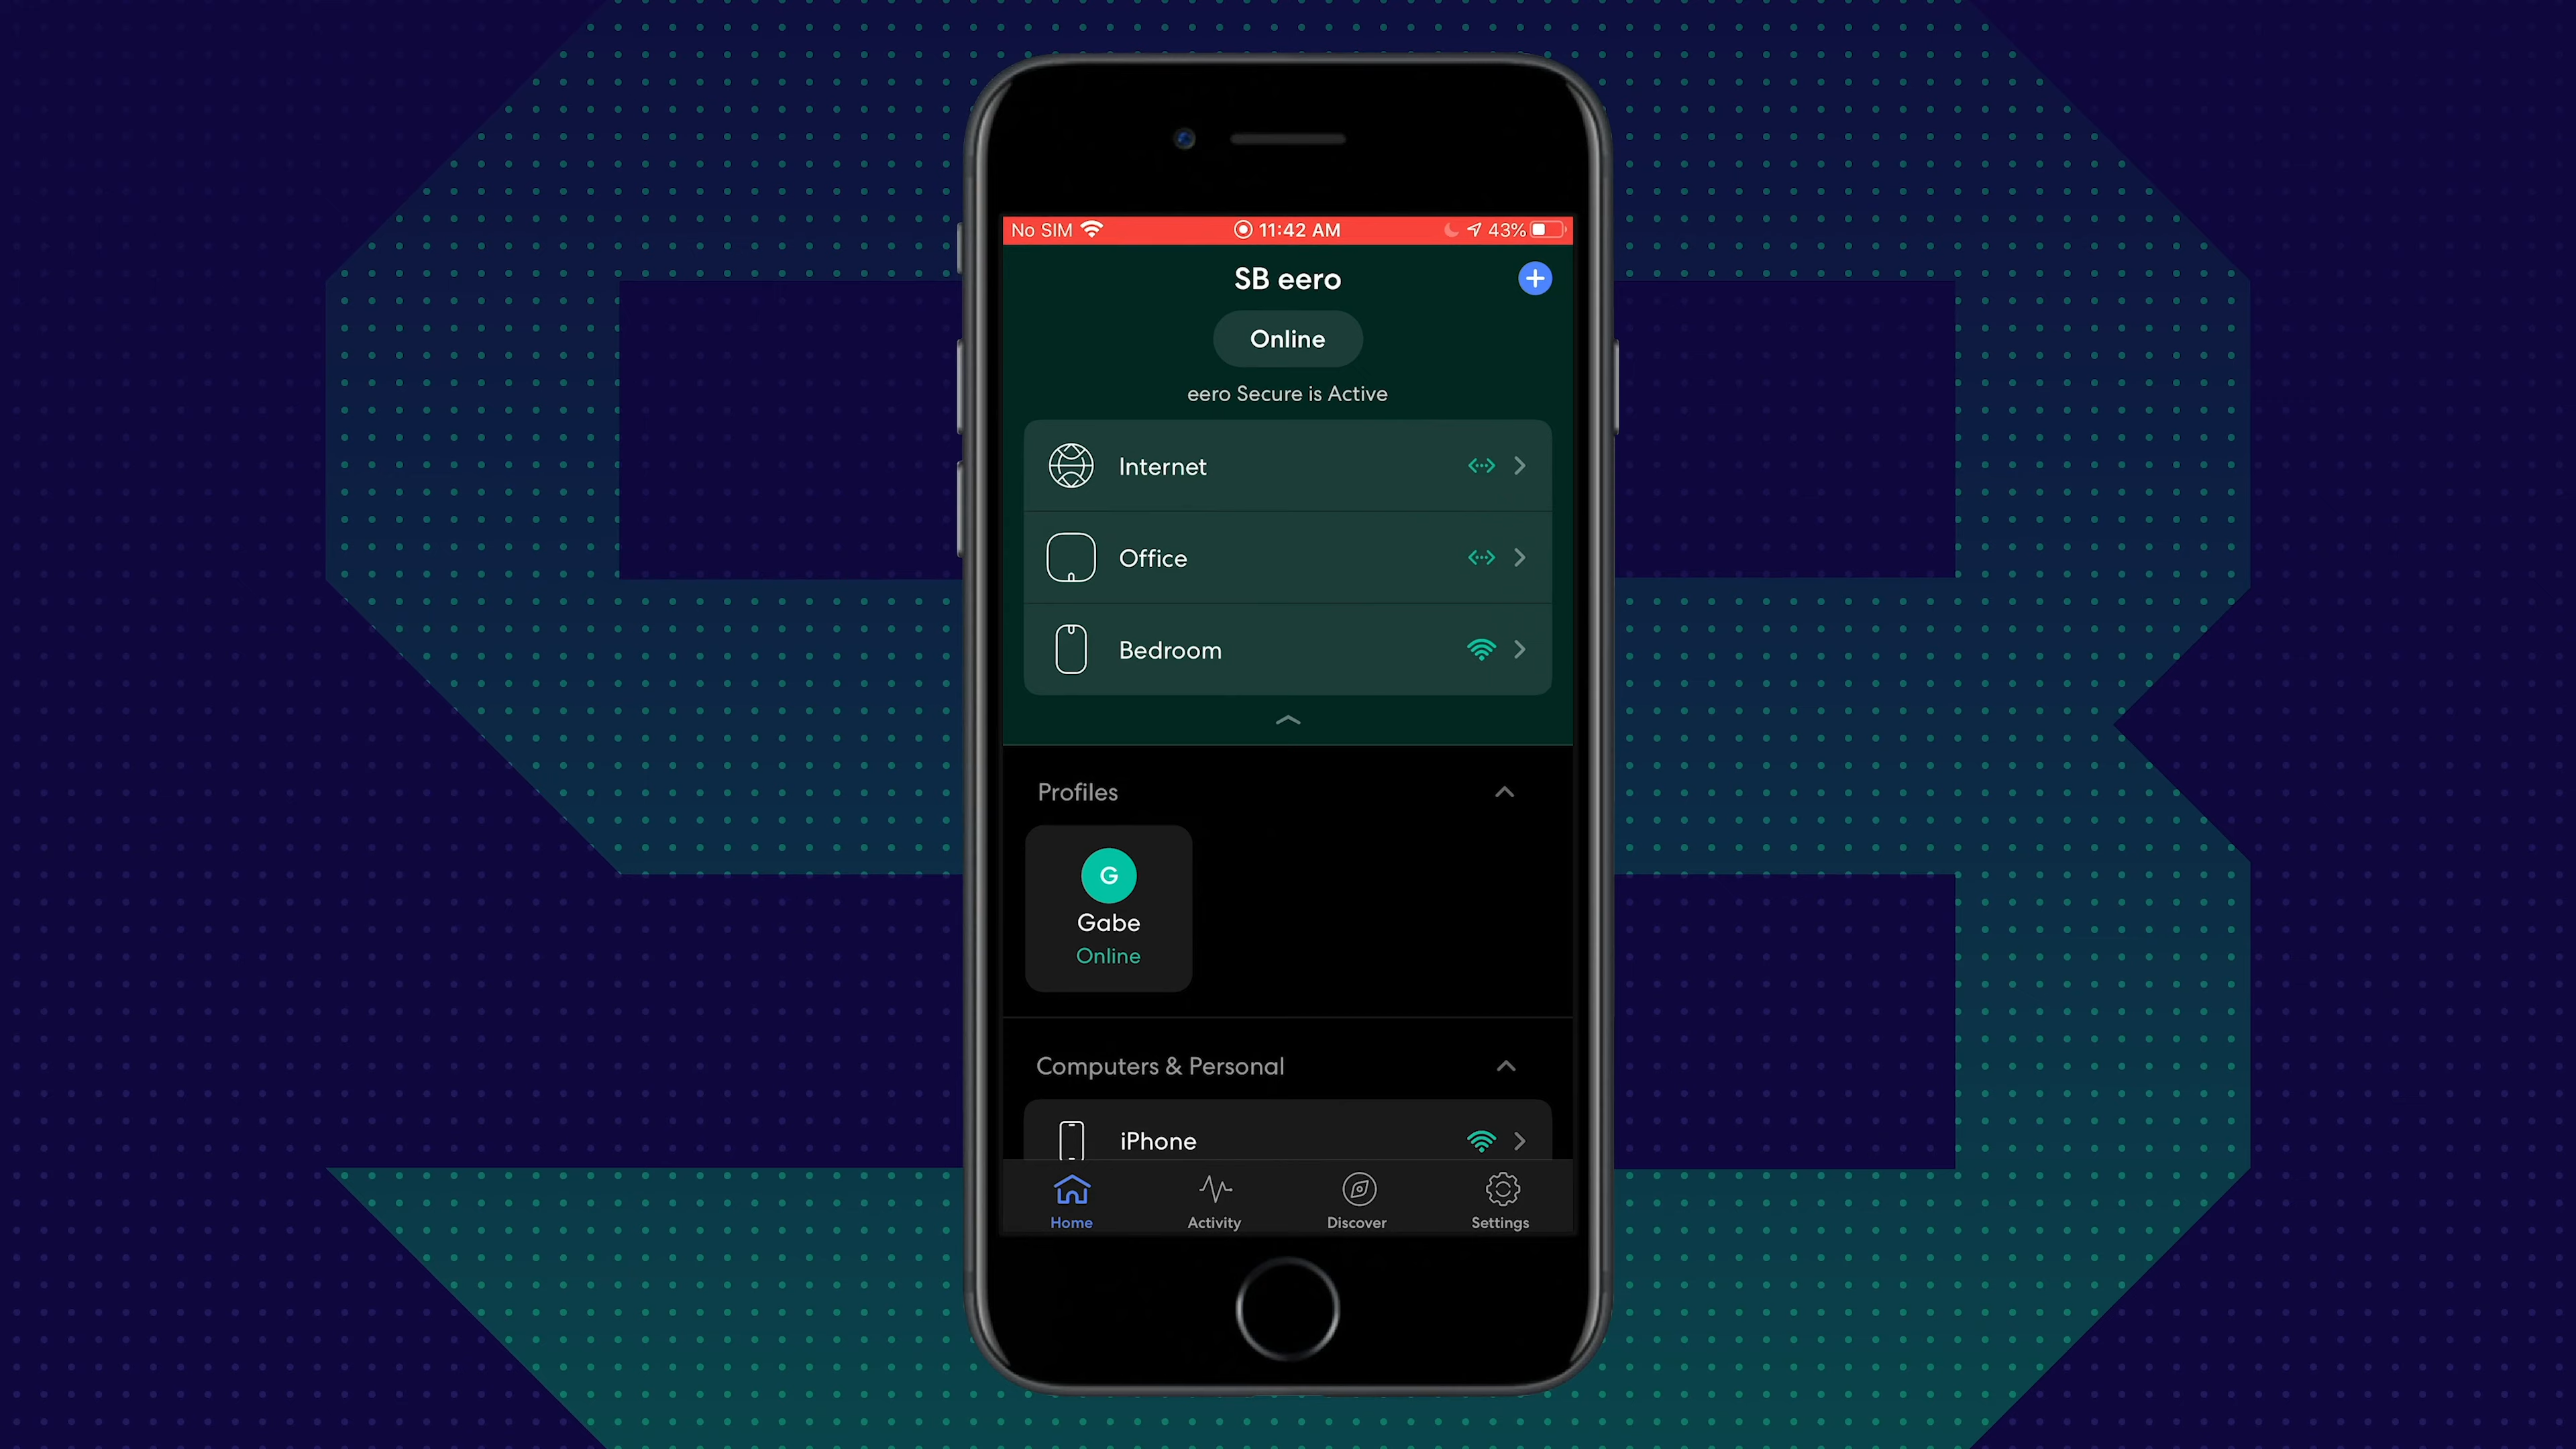 No SIM 11:42 AM 43%
SB eero
Online
eero Secure is Active
Internet
Office
Bedroom
Profiles
G
Gabe
Online
Computers & Personal
iPhone
Home Activity Discover Settings